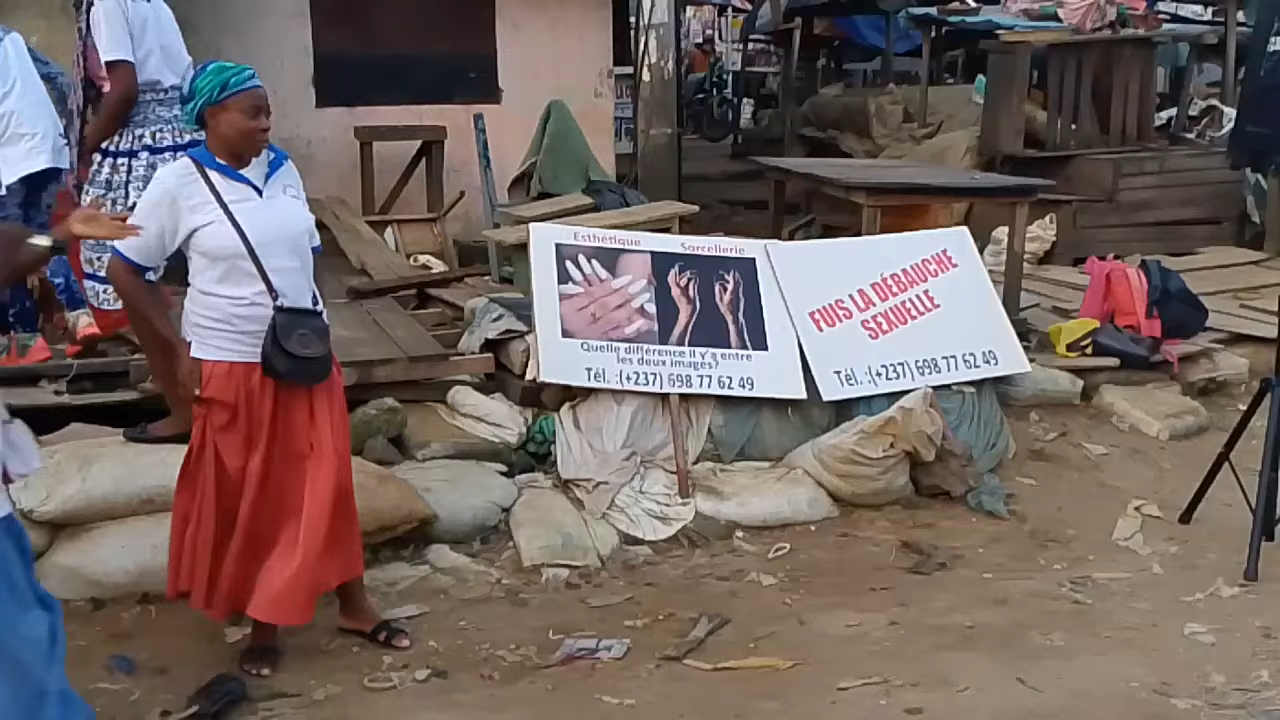 Esthétique Sorcellerie
Quelle différence il y'a entre
les deux images?
Tél. :(+237) 698 77 62 49
FUIS LA DÉBAUCHE
SEXUELLE
Tél. :(+237) 698 77 62 49